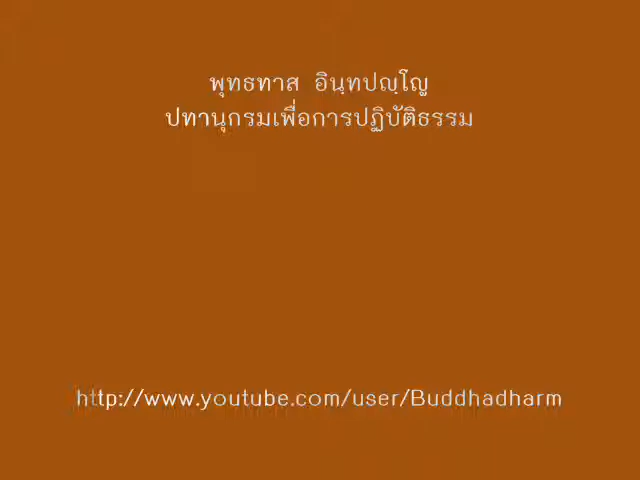 พุทธทาส อินฺทปญฺโญ
ปทานุกรมเพื่อการปฏิบัติธรรม
http://www.youtube.com/user/Buddhadharm